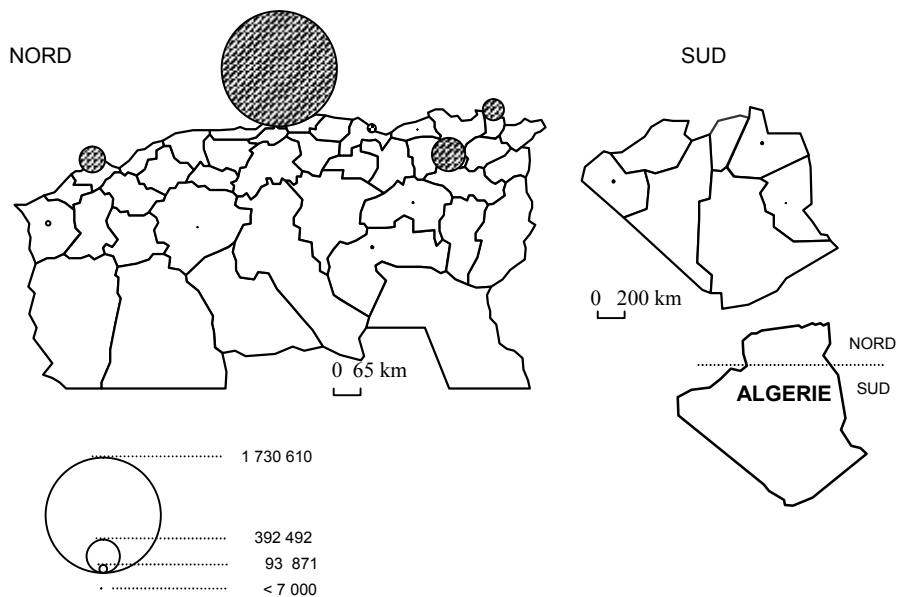 NORD
SUD
0 65 km
0 200 km
NORD
ALGERIE
SUD
1 730 610
392 492
93 871
< 7 000